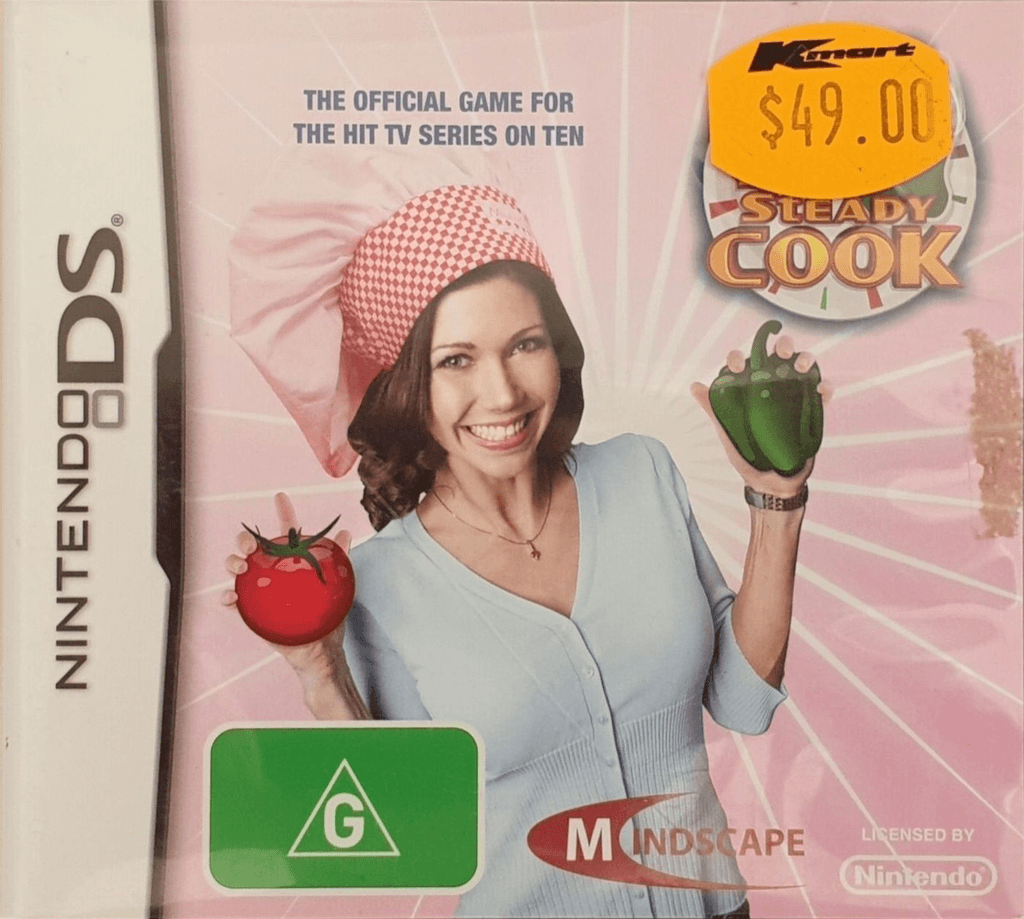 Kmart
$49.00
THE OFFICIAL GAME FOR
THE HIT TV SERIES ON TEN
STEADY
COOK
NINTENDO DS®
G
MINDSCAPE
LICENSED BY
Nintendo®